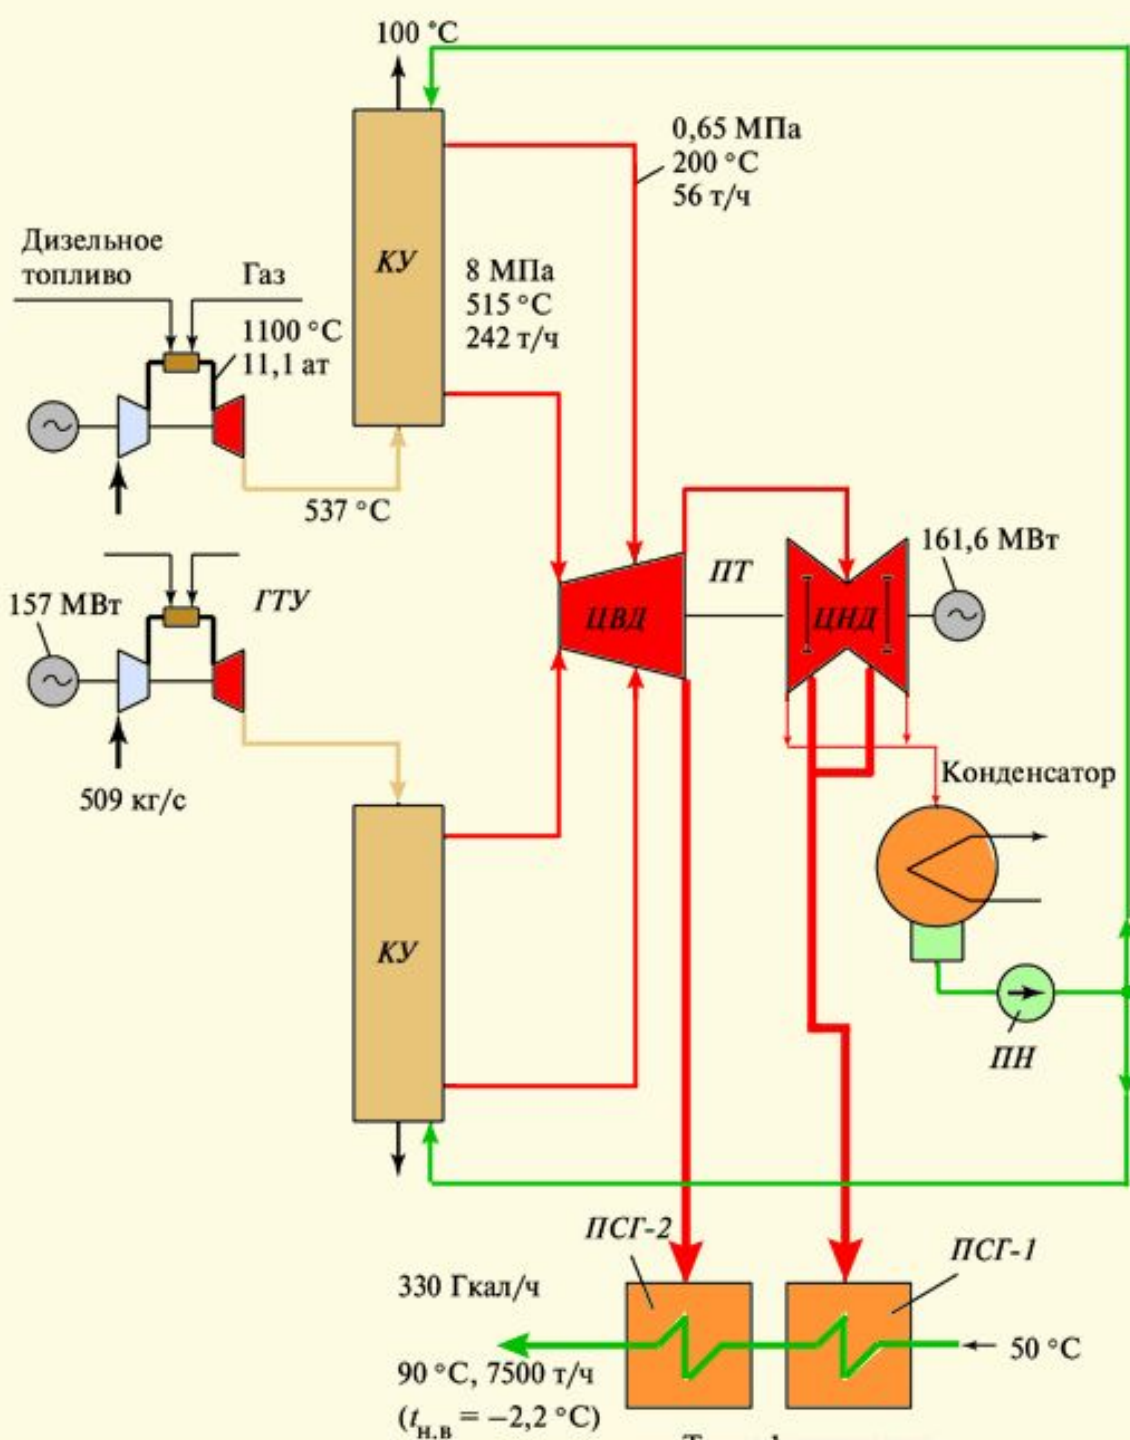 100 °C
0,65 МПа
200 °C
56 т/ч
Дизельное
топливо
Газ
КУ
8 МПа
515 °C
242 т/ч
1100 °C
11,1 ат
537 °C
161,6 МВт
ПТ
ГТУ
157 МВт
ЦВД
ЦНД
509 кг/с
Конденсатор
КУ
ПН
ПСГ-2
ПСГ-1
330 Гкал/ч
50 °C
90 °C, 7500 т/ч
(tн.в = −2,2 °C)